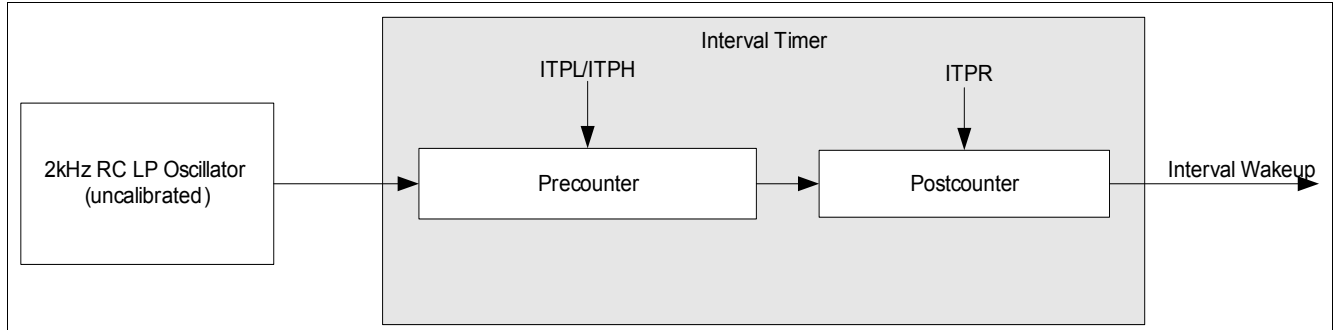 Interval Timer
ITPL/ITPH
ITPR
2kHz RC LP Oscillator
(uncalibrated)
Precounter
Postcounter
Interval Wakeup